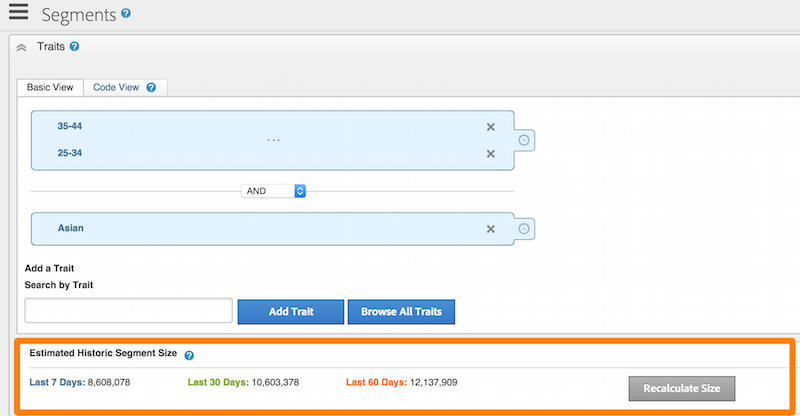 Segments ?
Traits ?
Basic View Code View ?
35-44
...
25-34
AND
Asian
Add a Trait
Search by Trait
Add Trait Browse All Traits
Estimated Historic Segment Size ?
Last 7 Days: 8,608,078 Last 30 Days: 10,603,378 Last 60 Days: 12,137,909 Recalculate Size